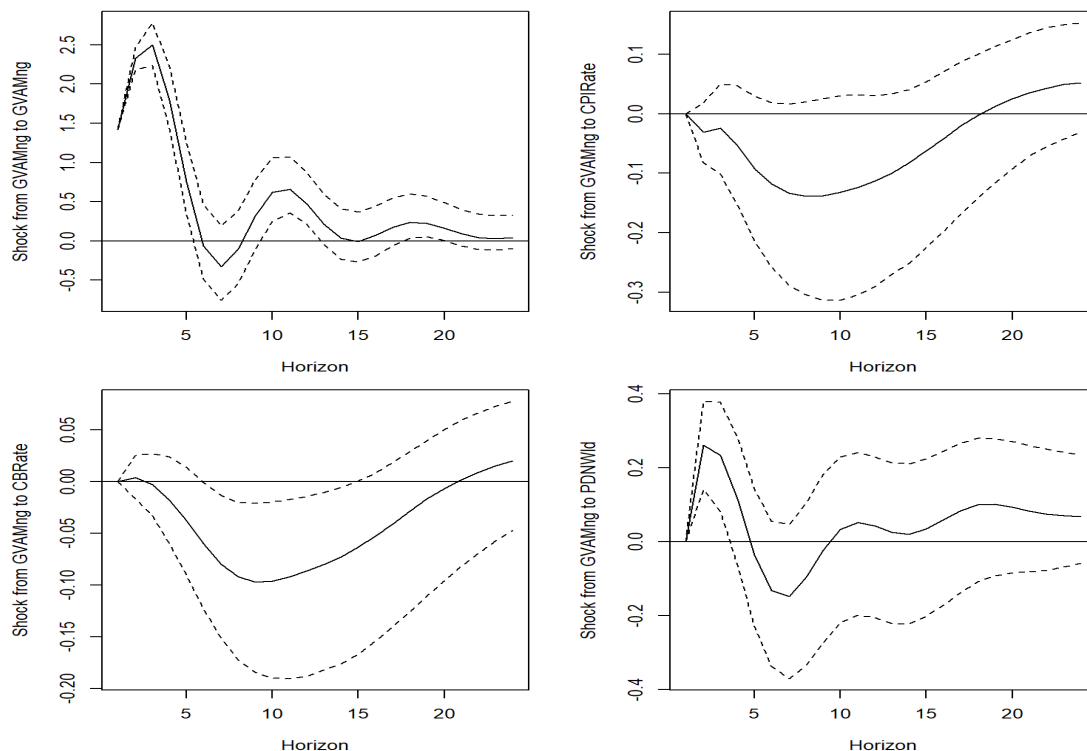 Shock from GVAMng to GVAMng
2.5
2.0
1.5
1.0
0.5
0.0
-0.5
5 10 15 20
Horizon
Shock from GVAMng to CPIRate
0.1
0.0
-0.1
-0.2
-0.3
5 10 15 20
Horizon
Shock from GVAMng to CBRate
0.05
0.00
-0.05
-0.10
-0.15
-0.20
5 10 15 20
Horizon
Shock from GVAMng to PDNWld
0.4
0.2
0.0
-0.2
-0.4
5 10 15 20
Horizon